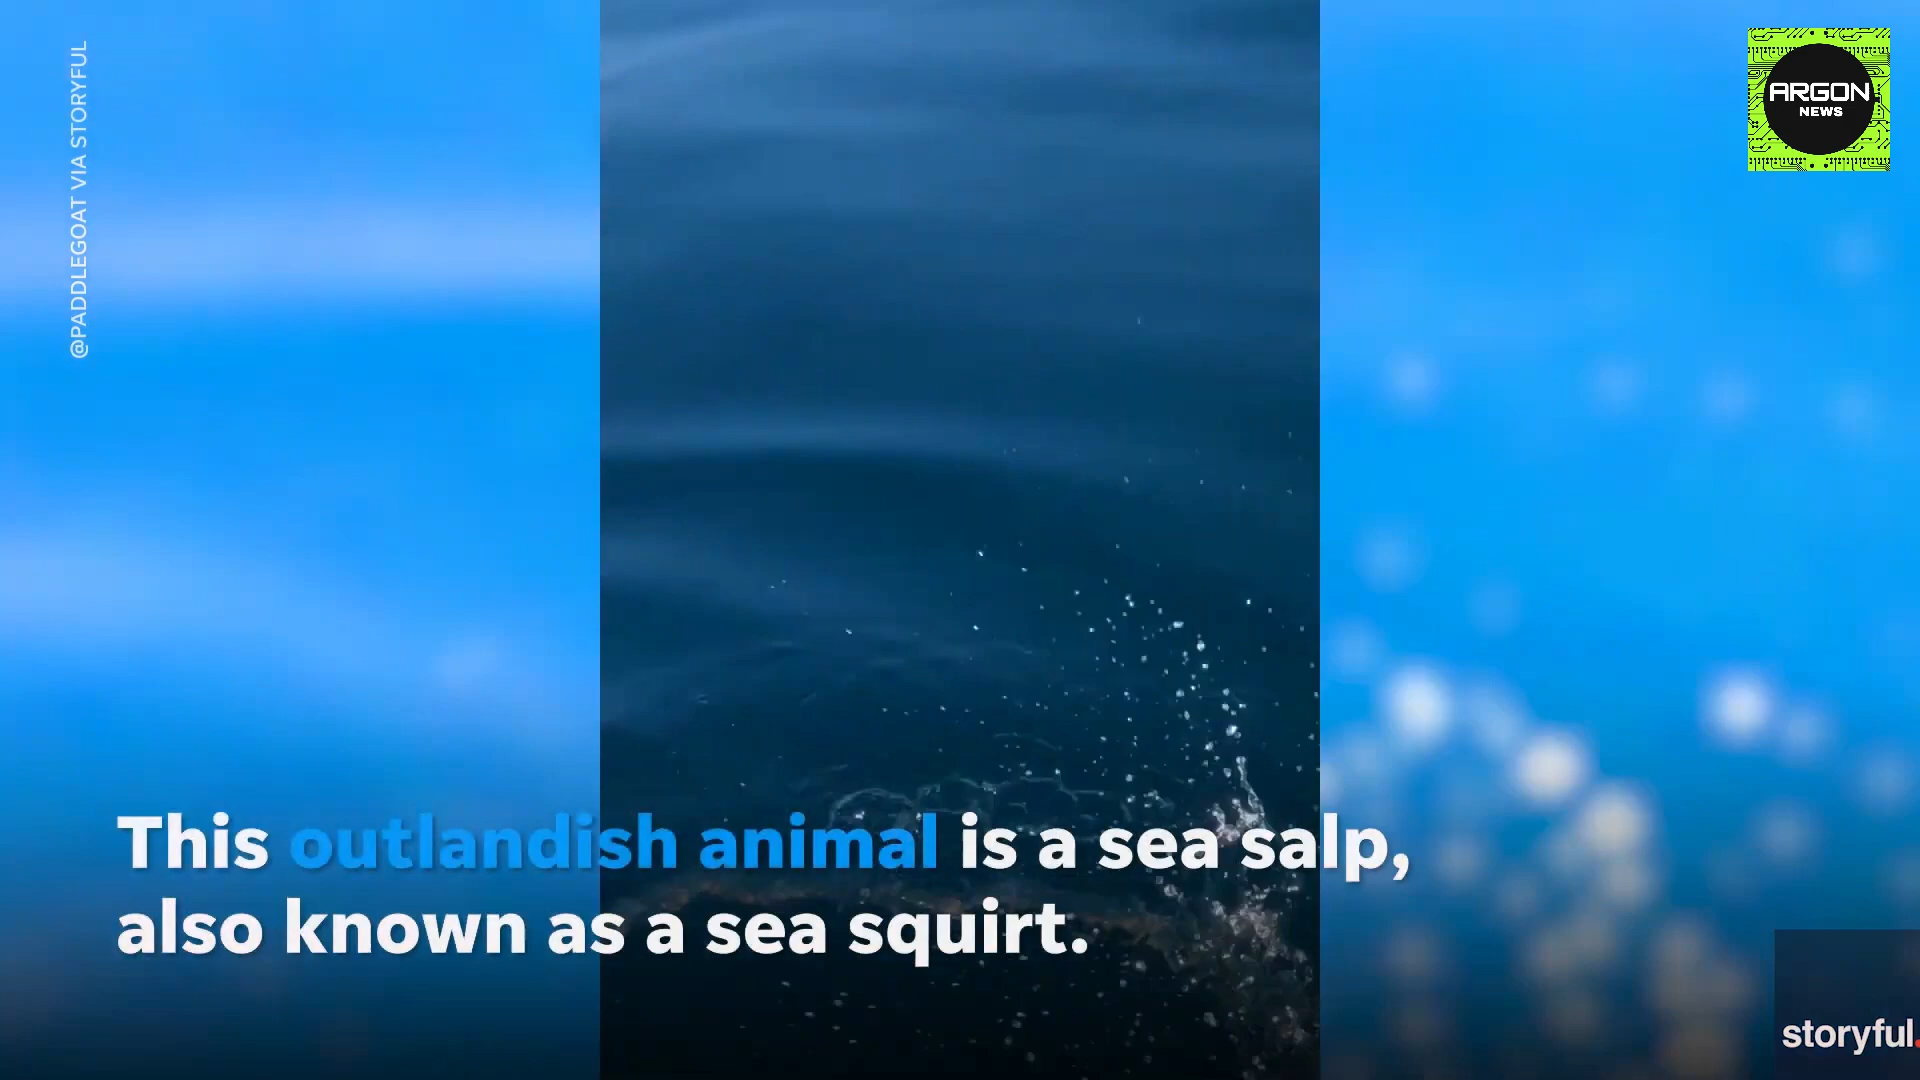 @PADDLEGOAT VIA STORYFUL
ARGON
NEWS
This outlandish animal is a sea salp,
also known as a sea squirt.
storyful.